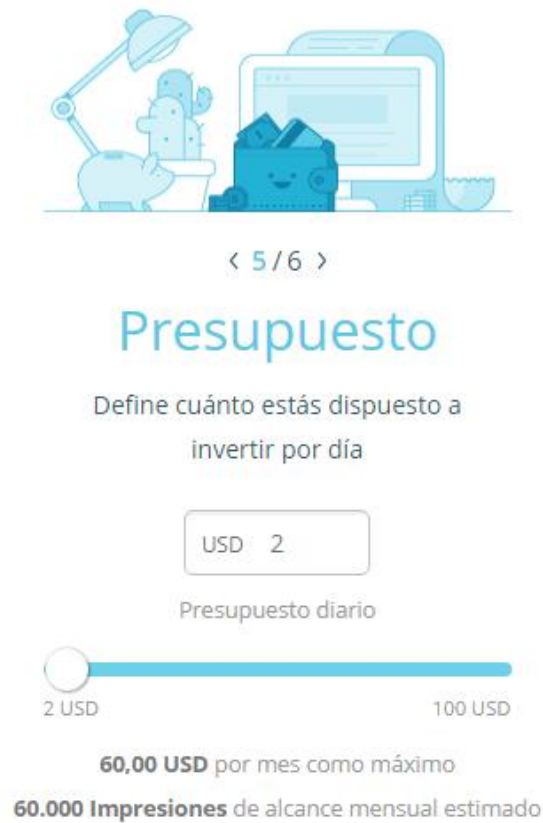 < 5 / 6 >
Presupuesto
Define cuánto estás dispuesto a
invertir por día
USD 2
Presupuesto diario
2 USD 100 USD
60,00 USD por mes como máximo
60.000 Impresiones de alcance mensual estimado